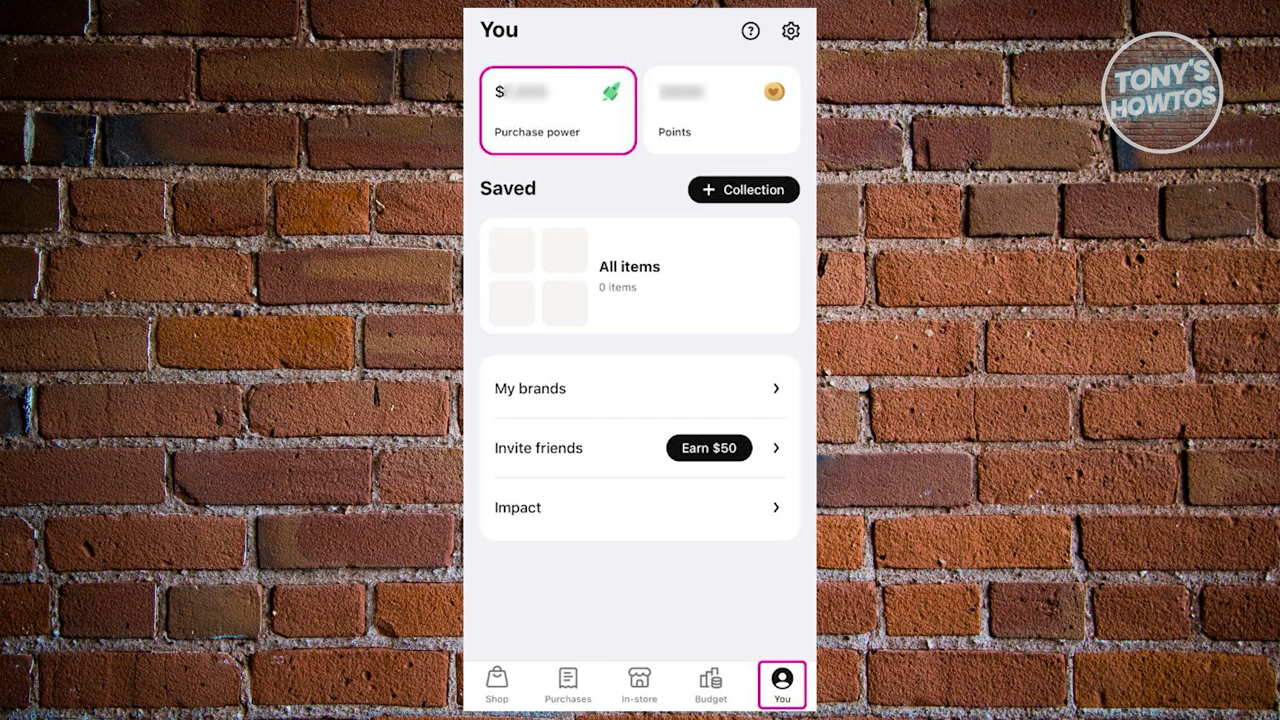 You
$
Purchase power
Points
Saved
+ Collection
All items
0 items
My brands
Invite friends
Earn $50
Impact
Shop
Purchases
In-store
Budget
You
TONY'S
HOWTOS